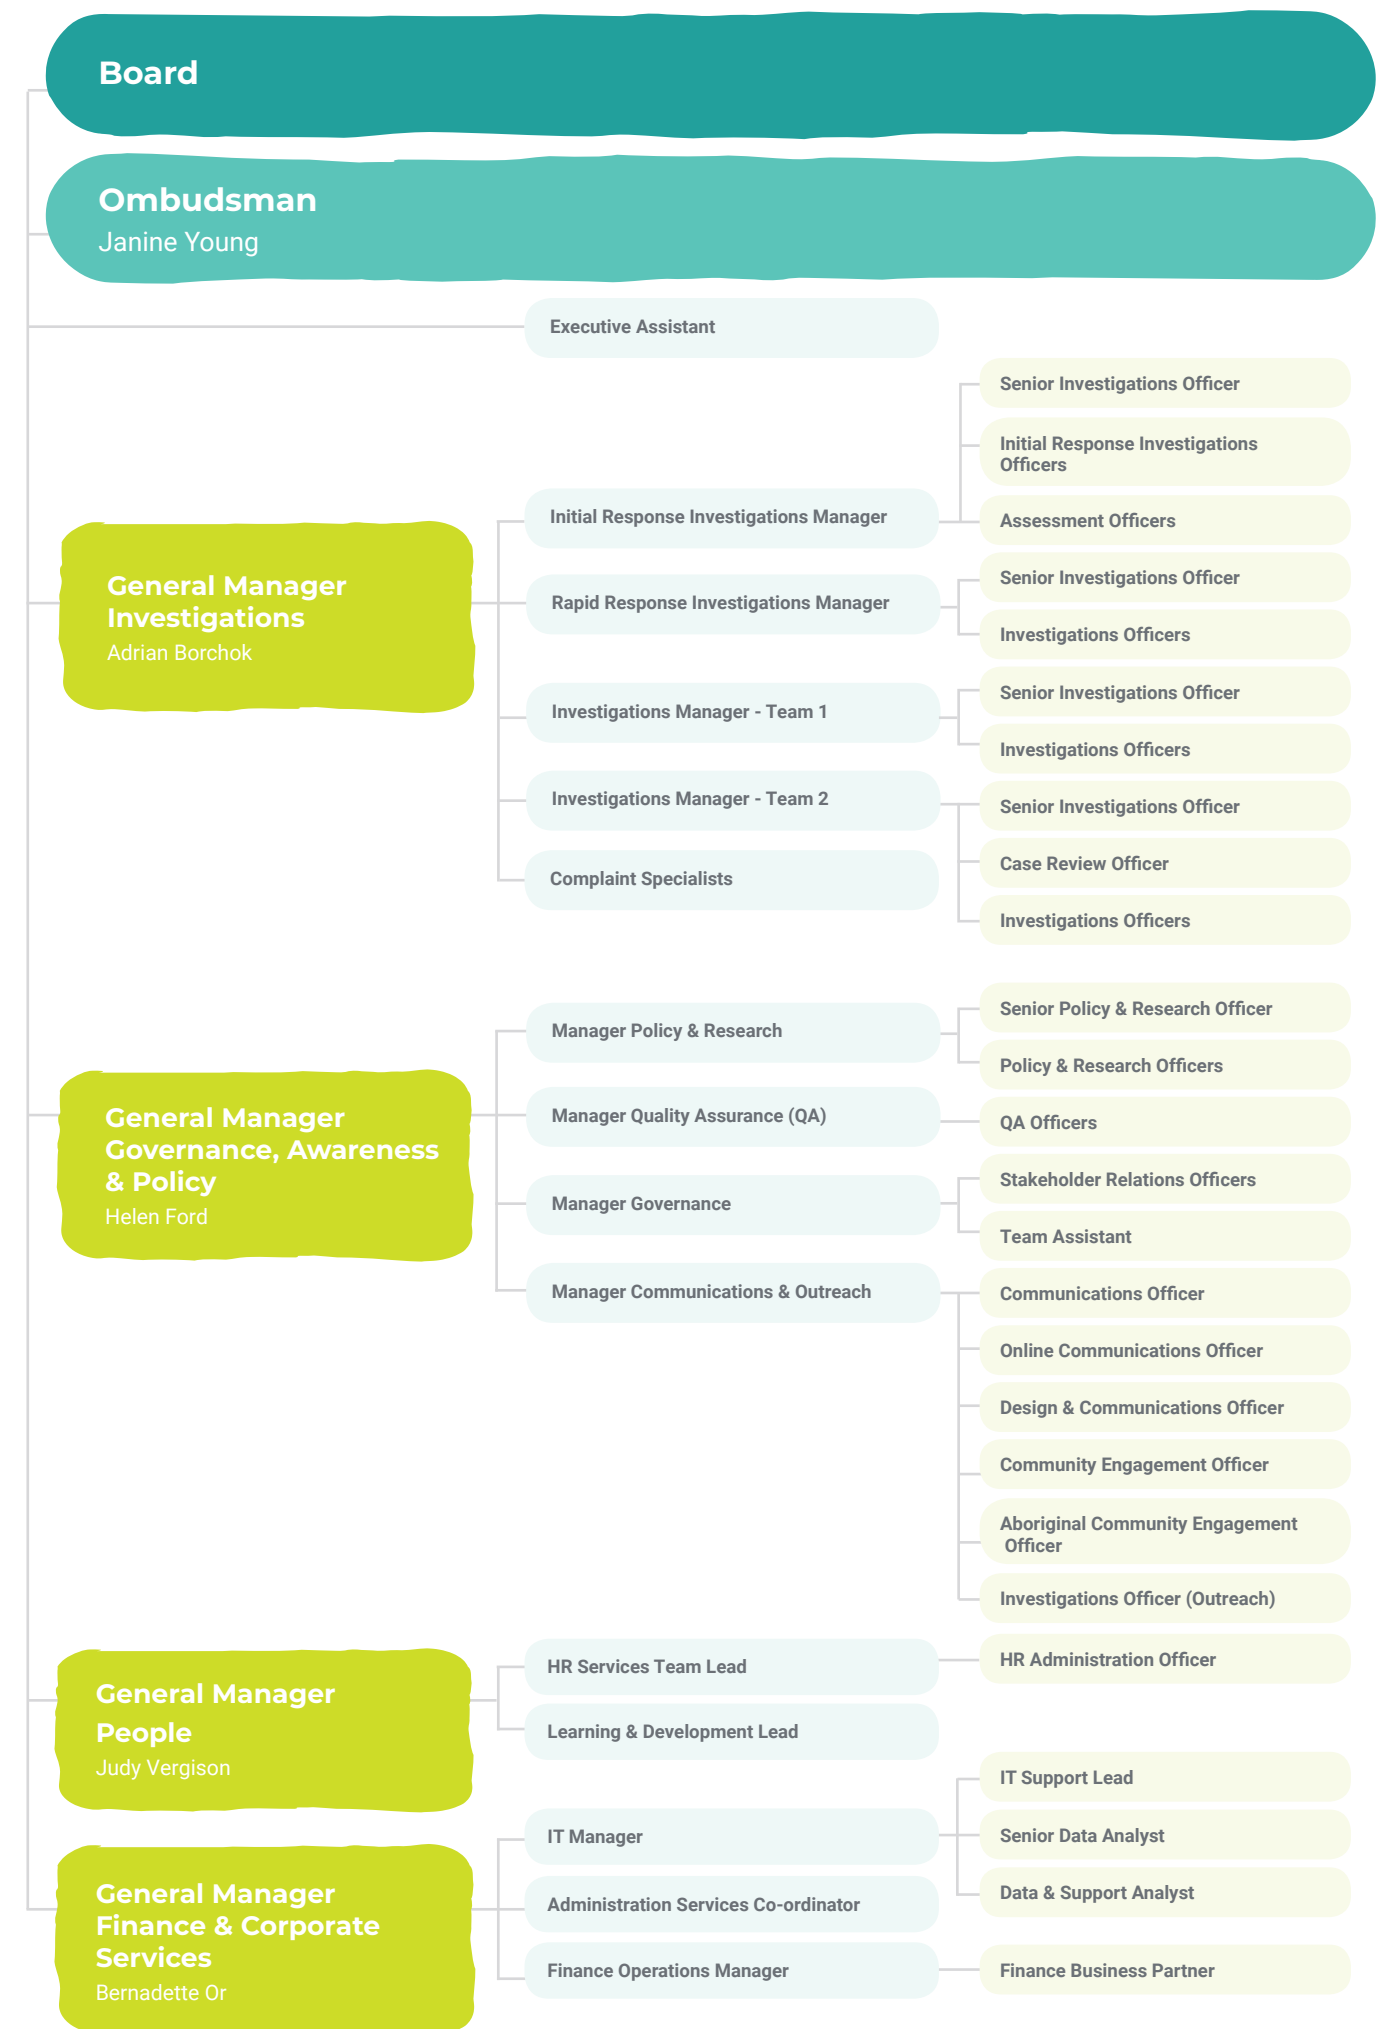 Board
Ombudsman
Janine Young
Executive Assistant
General Manager
Investigations
Adrian Borchok
Initial Response Investigations Manager
Senior Investigations Officer
Initial Response Investigations
Officers
Assessment Officers
Rapid Response Investigations Manager
Senior Investigations Officer
Investigations Officers
Investigations Manager - Team 1
Senior Investigations Officer
Investigations Officers
Investigations Manager - Team 2
Senior Investigations Officer
Case Review Officer
Investigations Officers
Complaint Specialists
General Manager
Governance, Awareness
& Policy
Helen Ford
Manager Policy & Research
Senior Policy & Research Officer
Policy & Research Officers
Manager Quality Assurance (QA)
QA Officers
Manager Governance
Stakeholder Relations Officers
Team Assistant
Manager Communications & Outreach
Communications Officer
Online Communications Officer
Design & Communications Officer
Community Engagement Officer
Aboriginal Community Engagement
Officer
Investigations Officer (Outreach)
General Manager
People
Judy Vergison
HR Services Team Lead
HR Administration Officer
Learning & Development Lead
General Manager
Finance & Corporate
Services
Bernadette Or
IT Manager
IT Support Lead
Senior Data Analyst
Data & Support Analyst
Administration Services Co-ordinator
Finance Operations Manager
Finance Business Partner